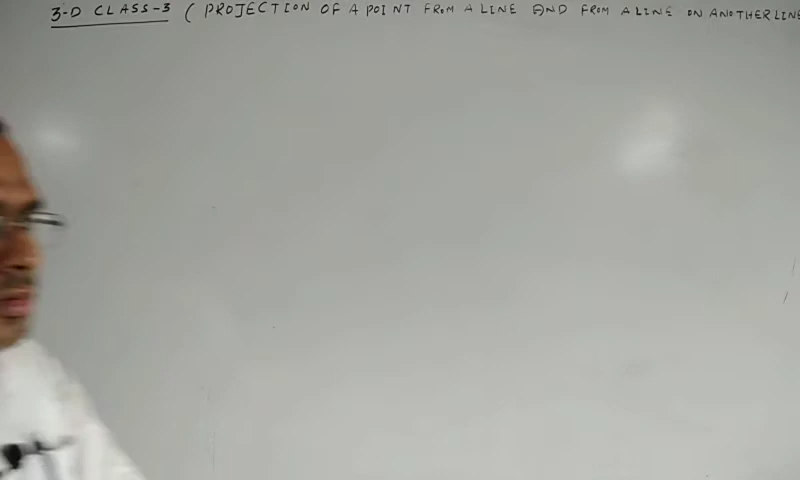 3-D CLASS-3 ( PROJECTION OF A POINT FROM A LINE AND FROM A LINE ON ANOTHER LINE